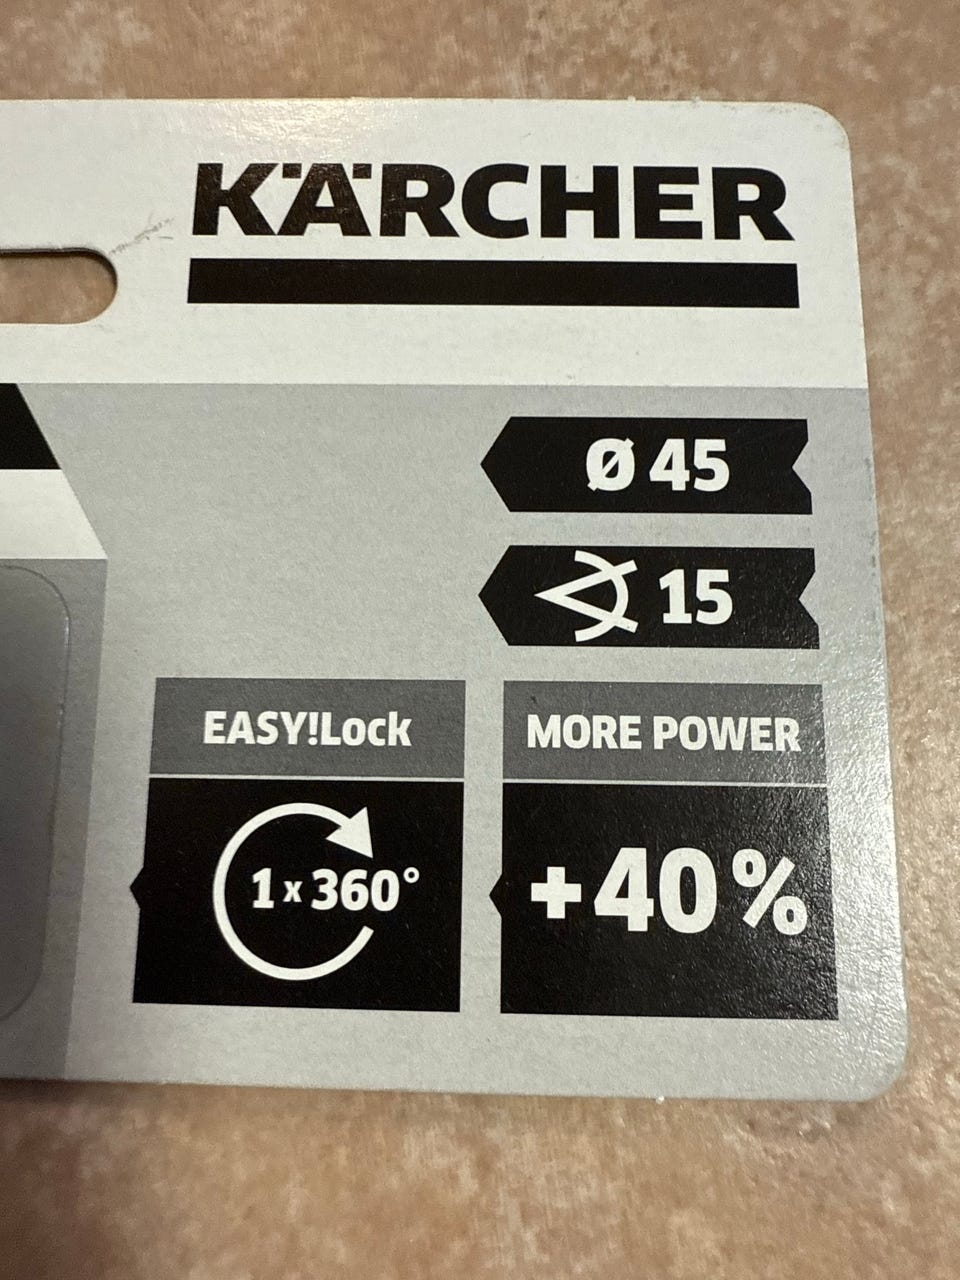 KÄRCHER
Ø 45
15
EASY!Lock
1 x 360°
MORE POWER
+40%